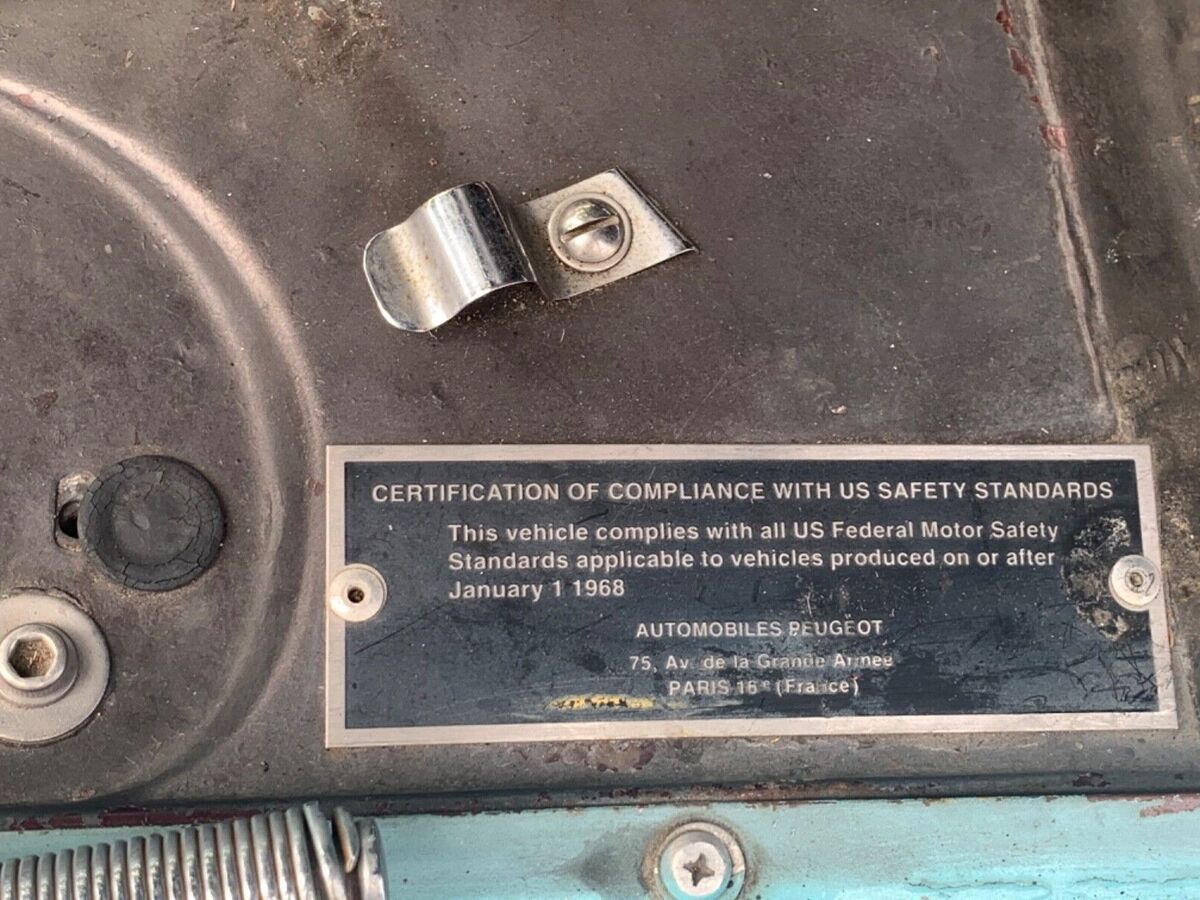 CERTIFICATION OF COMPLIANCE WITH US SAFETY STANDARDS
This vehicle complies with all US Federal Motor Safety
Standards applicable to vehicles produced on or after
January 1 1968
AUTOMOBILES PEUGEOT
75, Av. de la Grande Armee
PARIS 16e (France)